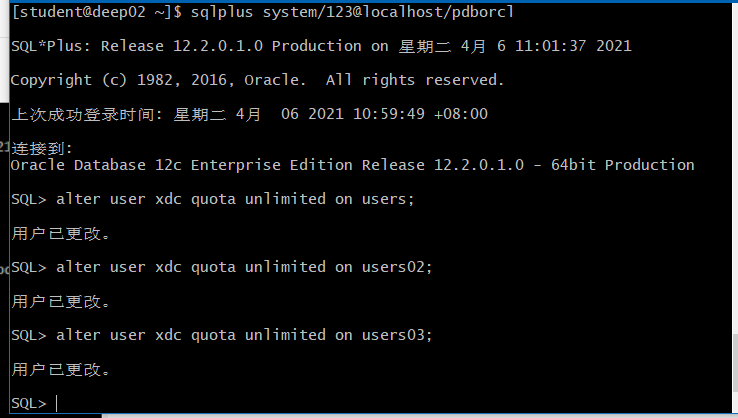 [student@deep02 ~]$ sqlplus system/123@localhost/pdborcl
SQL*Plus: Release 12.2.0.1.0 Production on 星期二 4月 6 11:01:37 2021
Copyright (c) 1982, 2016, Oracle.  All rights reserved.
上次成功登录时间: 星期二 4月  06 2021 10:59:49 +08:00
连接到:
Oracle Database 12c Enterprise Edition Release 12.2.0.1.0 - 64bit Production
SQL> alter user xdc quota unlimited on users;
用户已更改。
SQL> alter user xdc quota unlimited on users02;
用户已更改。
SQL> alter user xdc quota unlimited on users03;
用户已更改。
SQL>